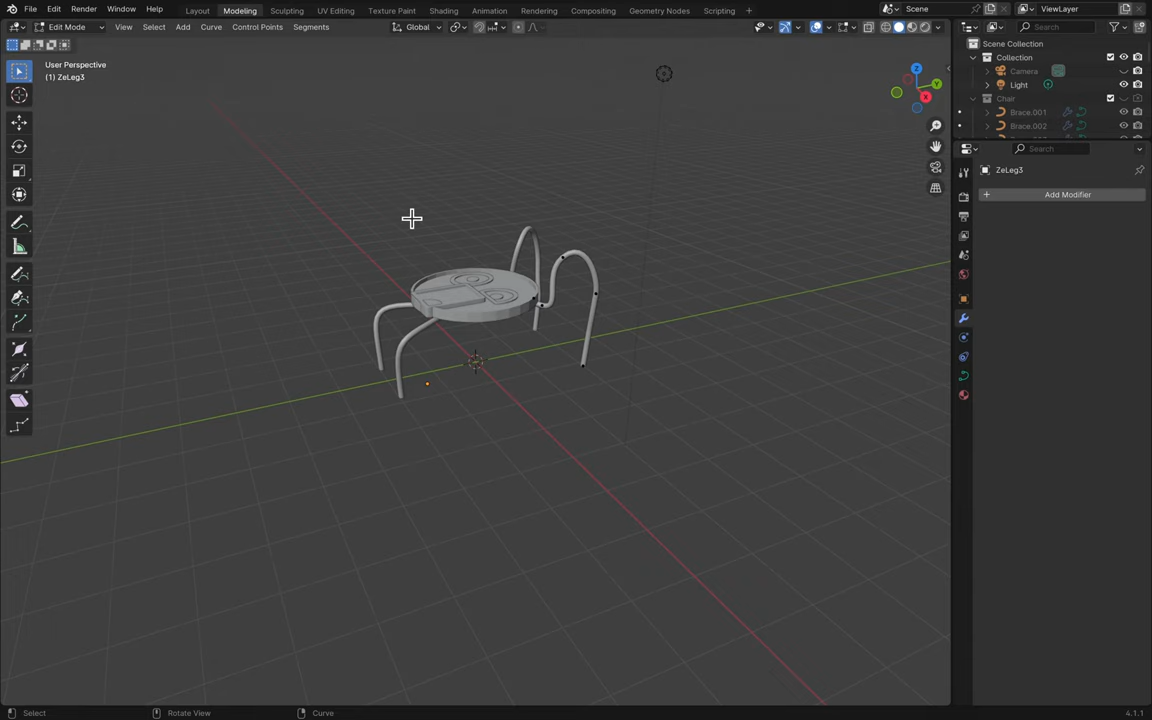 File Edit Render Window Help Layout Modeling Sculpting UV Editing Texture Paint Shading Animation Rendering Compositing Geometry Nodes Scripting + Scene ViewLayer
Edit Mode View Select Add Curve Control Points Segments Global Search
User Perspective
(1) ZeLeg3
Scene Collection
Collection
Camera
Light
Chair
Brace.001
Brace.002
Search
ZeLeg3
+ Add Modifier
Z
Y
X
Select Rotate View Curve 4.1.1